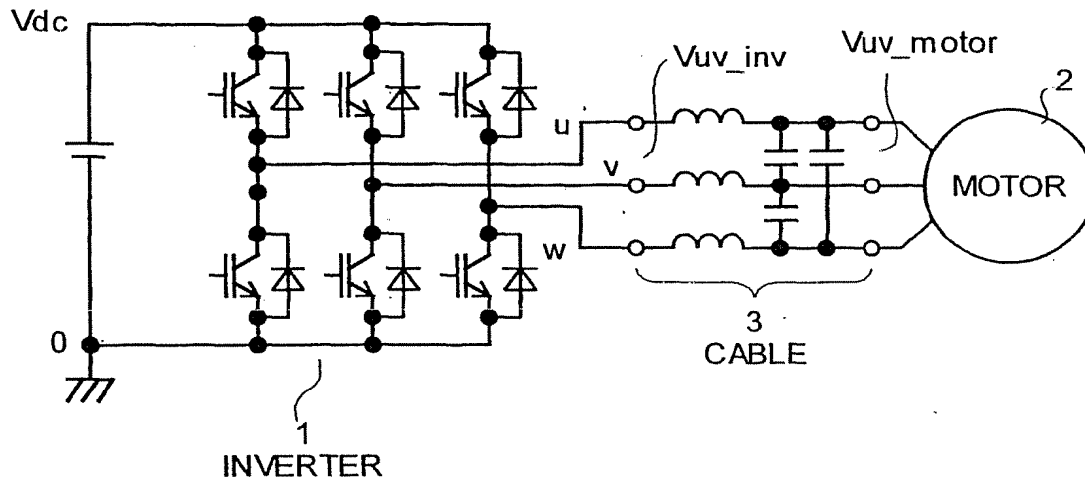 Vdc
Vuv_inv
Vuv_motor
2
u
v
w
MOTOR
3
CABLE
0
1
INVERTER